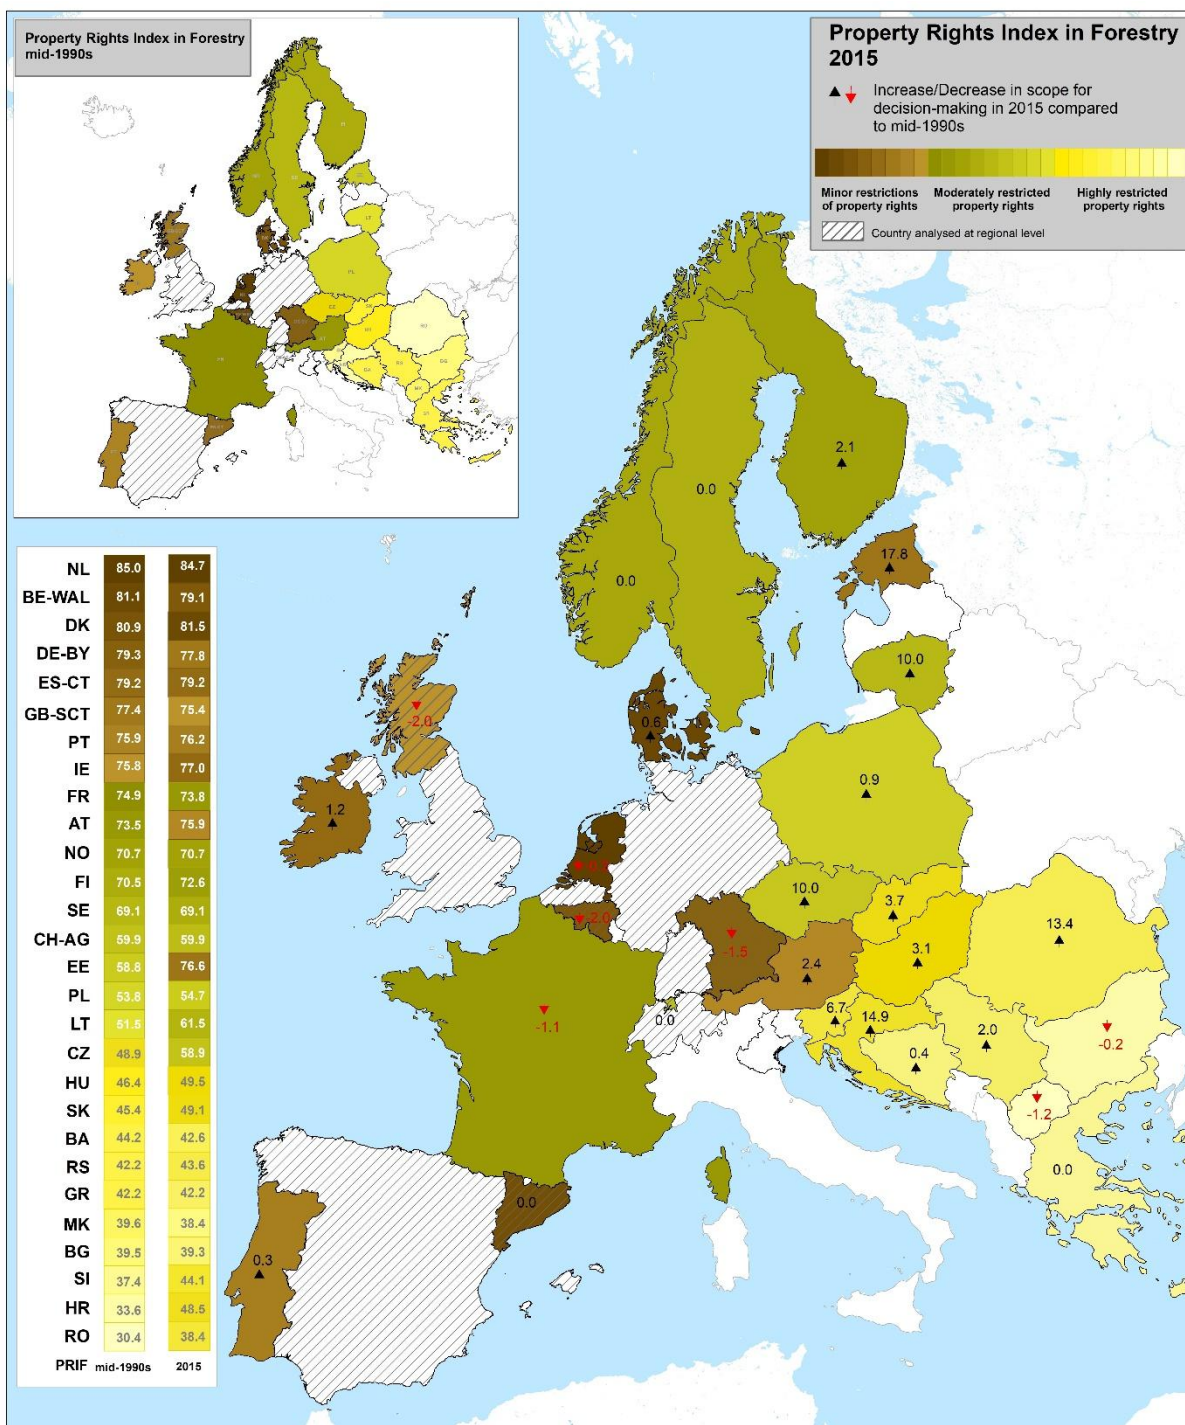 Property Rights Index in Forestry
mid-1990s
Property Rights Index in Forestry
2015
Increase/Decrease in scope for
decision-making in 2015 compared
to mid-1990s
Minor restrictions
of property rights
Moderately restricted
property rights
Highly restricted
property rights
Country analysed at regional level
2.1
0.0
0.0
17.8
10.0
0.6
-2.0
1.2
0.9
-2.0
10.0
3.7
13.4
-1.5
3.1
2.4
-1.1
0.0
6.7
14.9
2.0
-0.2
0.4
-1.2
0.0
0.0
0.3
NL 85.0 84.7
BE-WAL 81.1 79.1
DK 80.9 81.5
DE-BY 79.3 77.8
ES-CT 79.2 79.2
GB-SCT 77.4 75.4
PT 75.9 76.2
IE 75.8 77.0
FR 74.9 73.8
AT 73.5 75.9
NO 70.7 70.7
FI 70.5 72.6
SE 69.1 69.1
CH-AG 59.9 59.9
EE 58.8 76.6
PL 53.8 54.7
LT 51.5 61.5
CZ 48.9 58.9
HU 46.4 49.5
SK 45.4 49.1
BA 44.2 42.6
RS 42.2 43.6
GR 42.2 42.2
MK 39.6 38.4
BG 39.5 39.3
SI 37.4 44.1
HR 33.6 48.5
RO 30.4 38.4
PRIF mid-1990s 2015